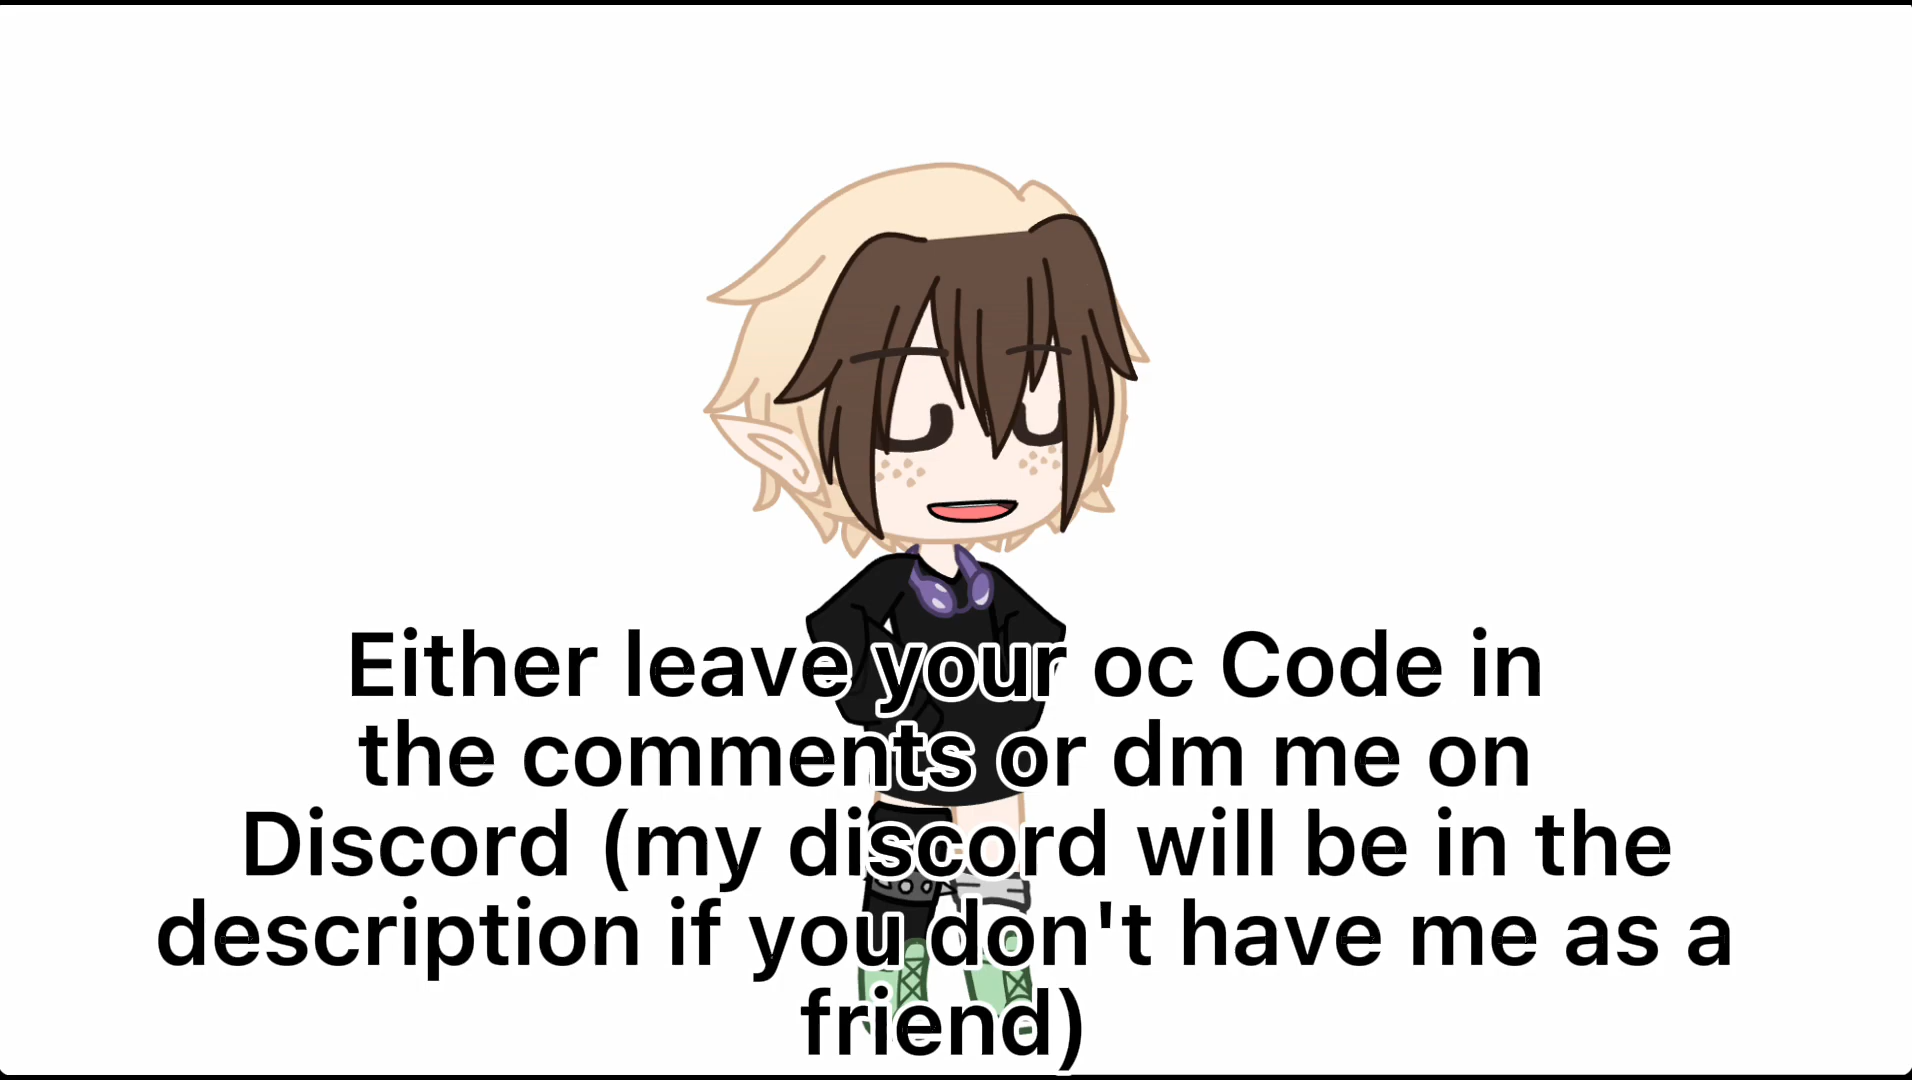 Either leave your oc Code in
the comments or dm me on
Discord (my discord will be in the
description if you don't have me as a
friend)